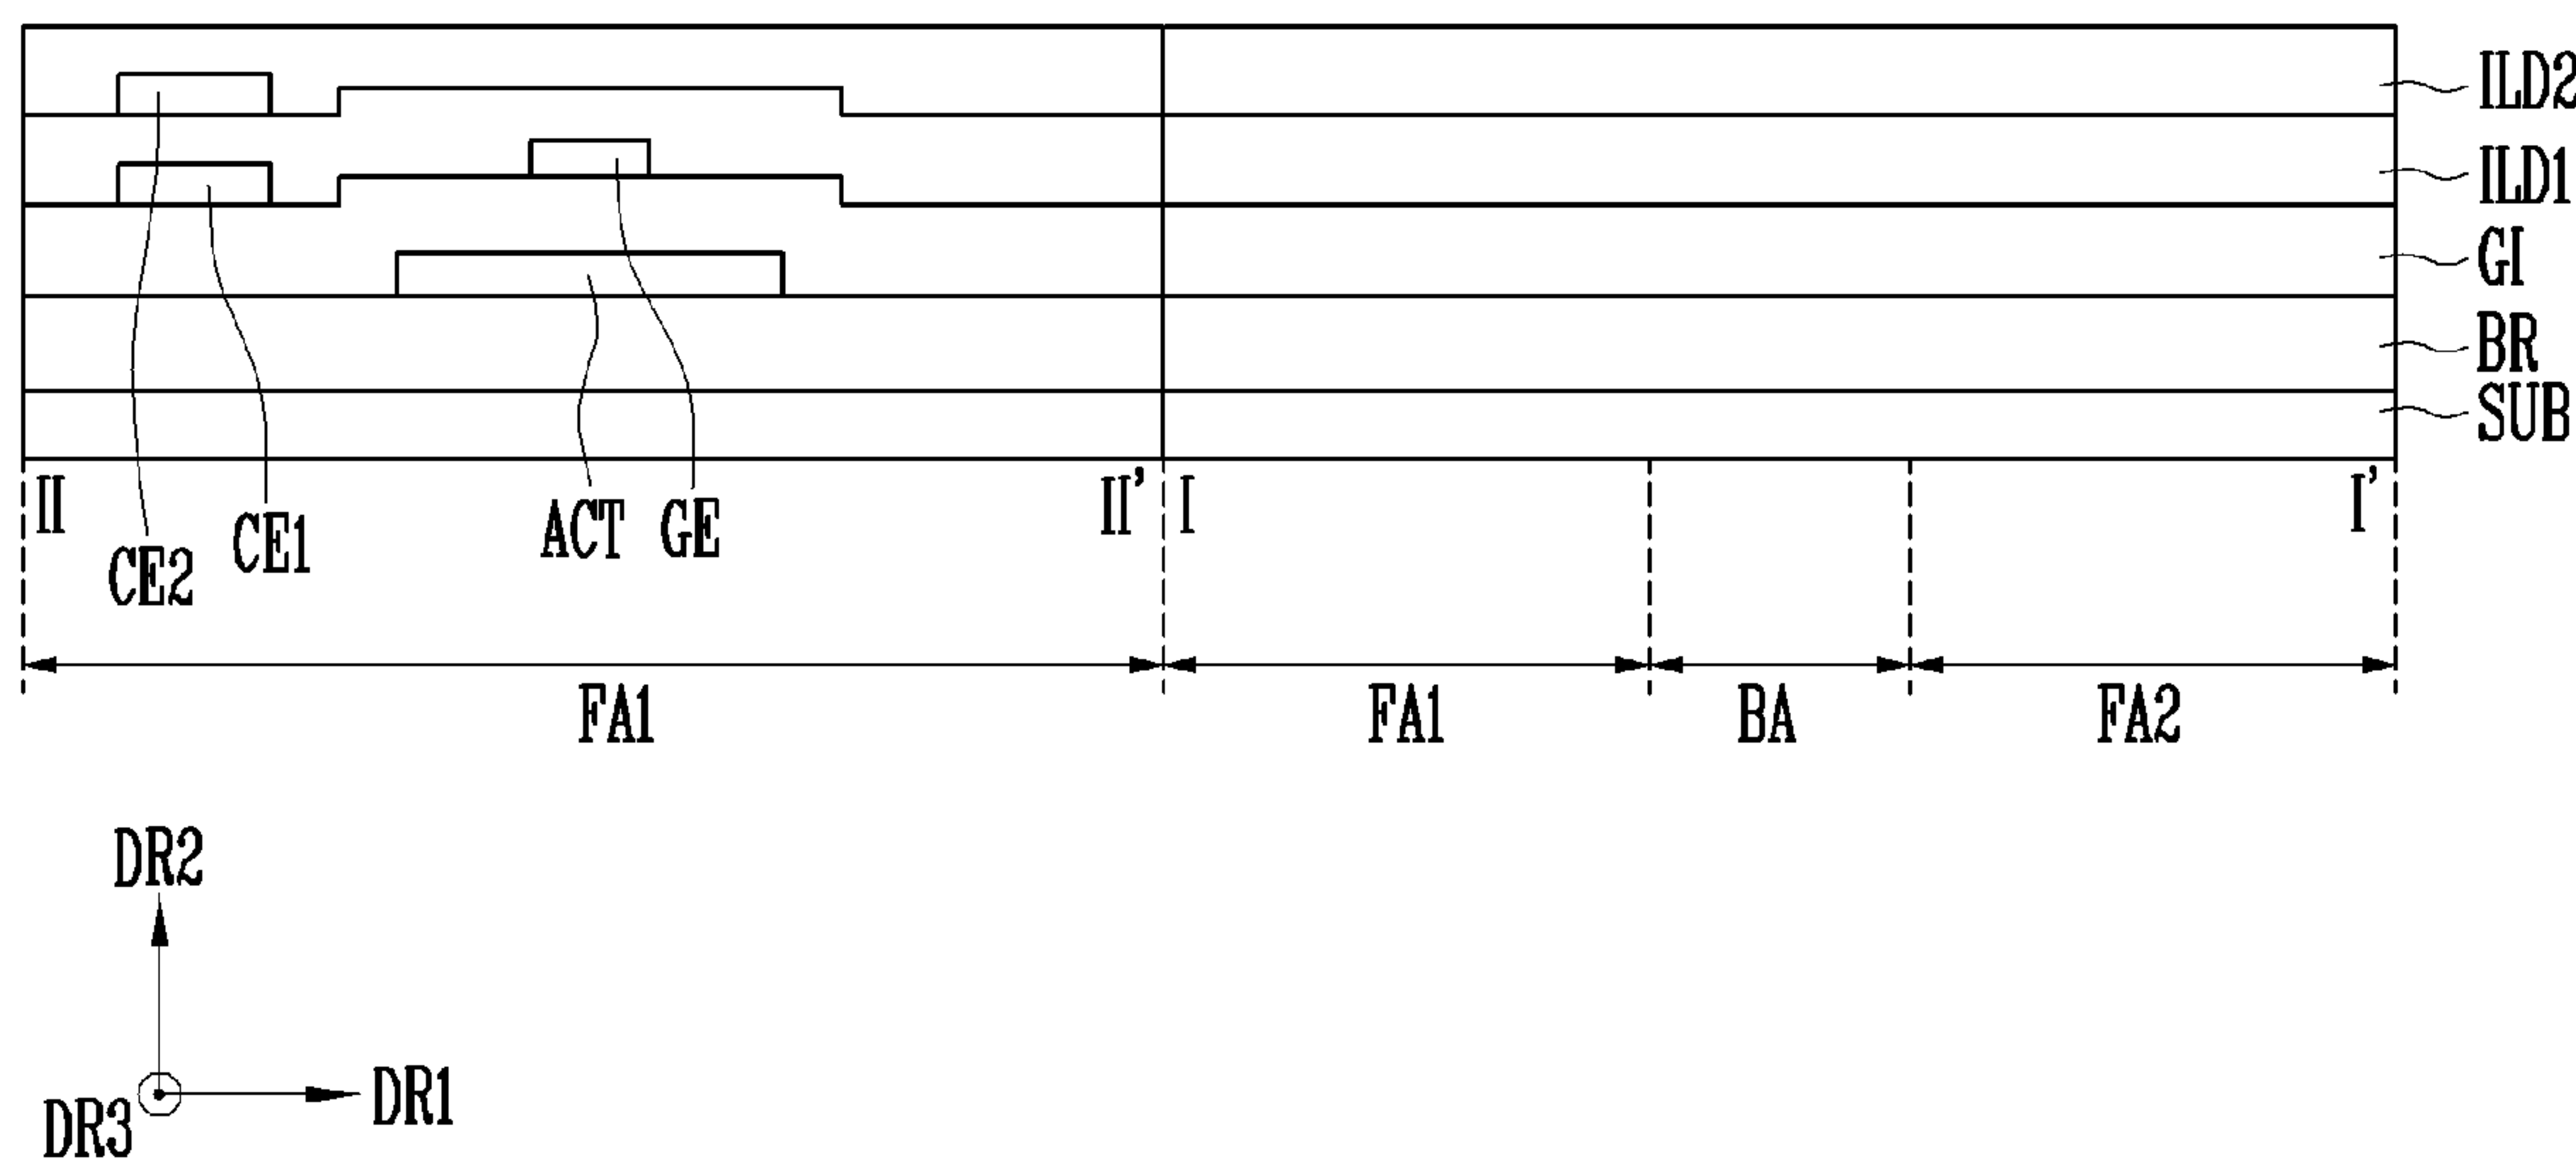 ILD2
ILD1
GI
BR
SUB
II
II' I
I'
CE2
CE1
ACT
GE
FA1
FA1
BA
FA2
DR2
DR1
DR3